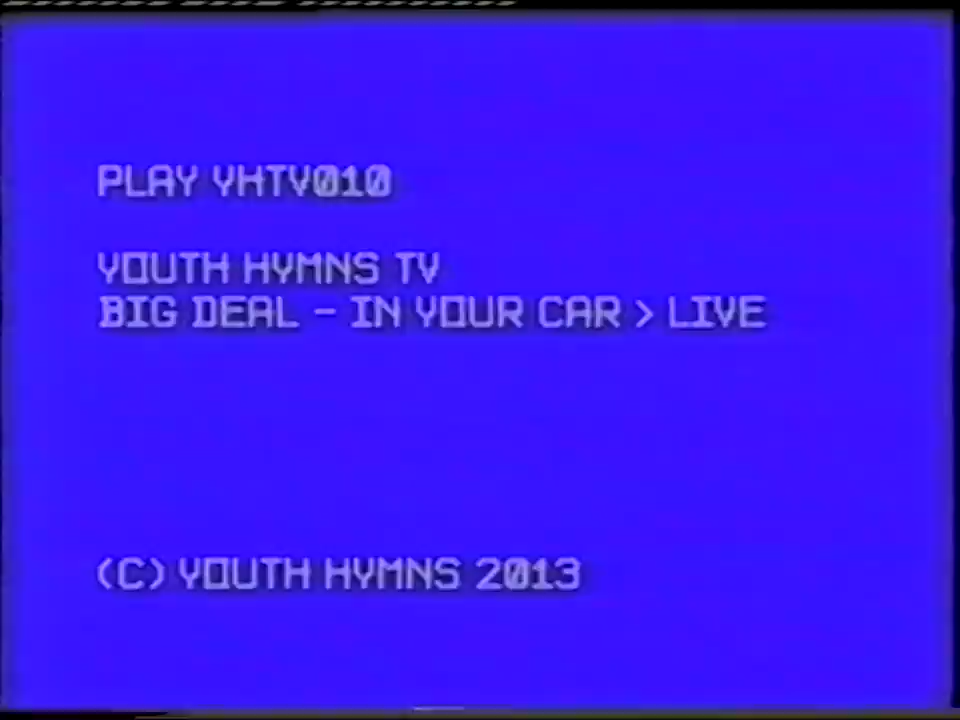 PLAY YHTV010
YOUTH HYMNS TV
BIG DEAL - IN YOUR CAR > LIVE
(C) YOUTH HYMNS 2013